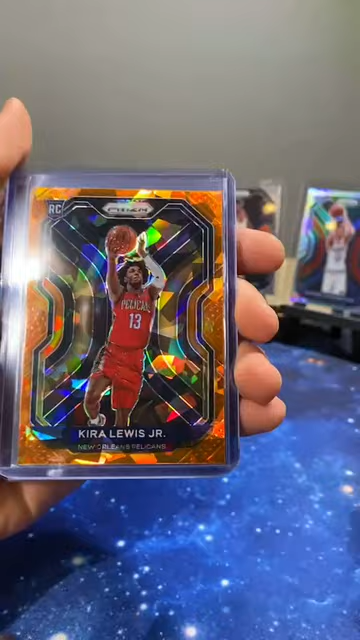 RC
PRIZM
PELICANS
13
KIRA LEWIS JR.
NEW ORLEANS PELICANS